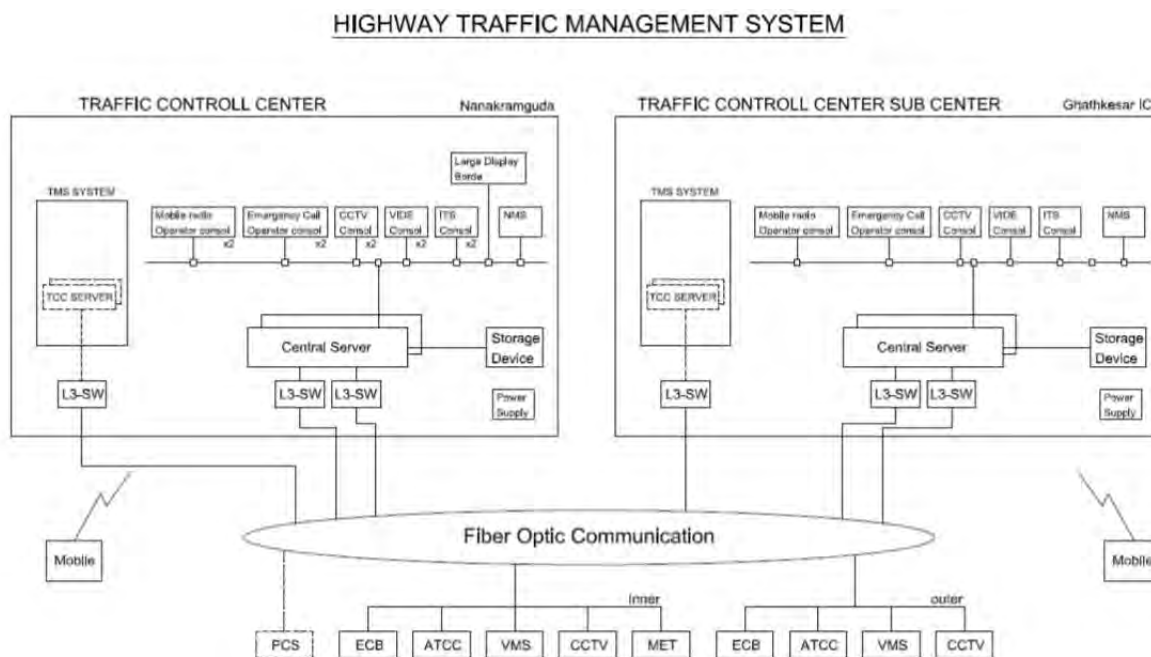 HIGHWAY TRAFFIC MANAGEMENT SYSTEM
TRAFFIC CONTROLL CENTER
Nanakramguda
Large Display
Borde
TMS SYSTEM
Mobile radio
Operator consol
x2
Emergency Call
Operator consol
x2
CCTV
Consol
x2
VIDE
Consol
x2
ITS
Consol
x2
NMS
TCC SERVER
Central Server
Storage
Device
L3-SW
L3-SW
L3-SW
Power
Supply
TRAFFIC CONTROLL CENTER SUB CENTER
Ghathkesar IC
TMS SYSTEM
Mobile radio
Operator consol
Emergency Call
Operator consol
CCTV
Consol
VIDE
Consol
ITS
Consol
NMS
TCC SERVER
Central Server
Storage
Device
L3-SW
L3-SW
L3-SW
Power
Supply
Mobile
Fiber Optic Communication
Mobile
inner
outer
PCS
ECB
ATCC
VMS
CCTV
MET
ECB
ATCC
VMS
CCTV